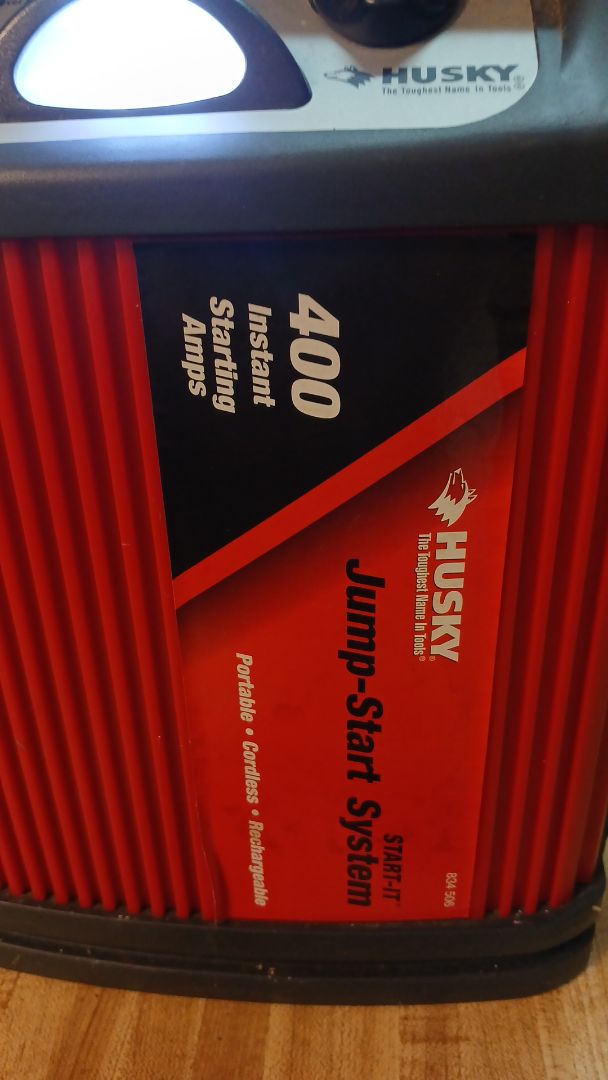 HUSKY®
The Toughest Name In Tools®
400
Instant
Starting
Amps
HUSKY®
The Toughest Name In Tools®
834 506
START-IT
Jump-Start System
Portable • Cordless • Rechargeable